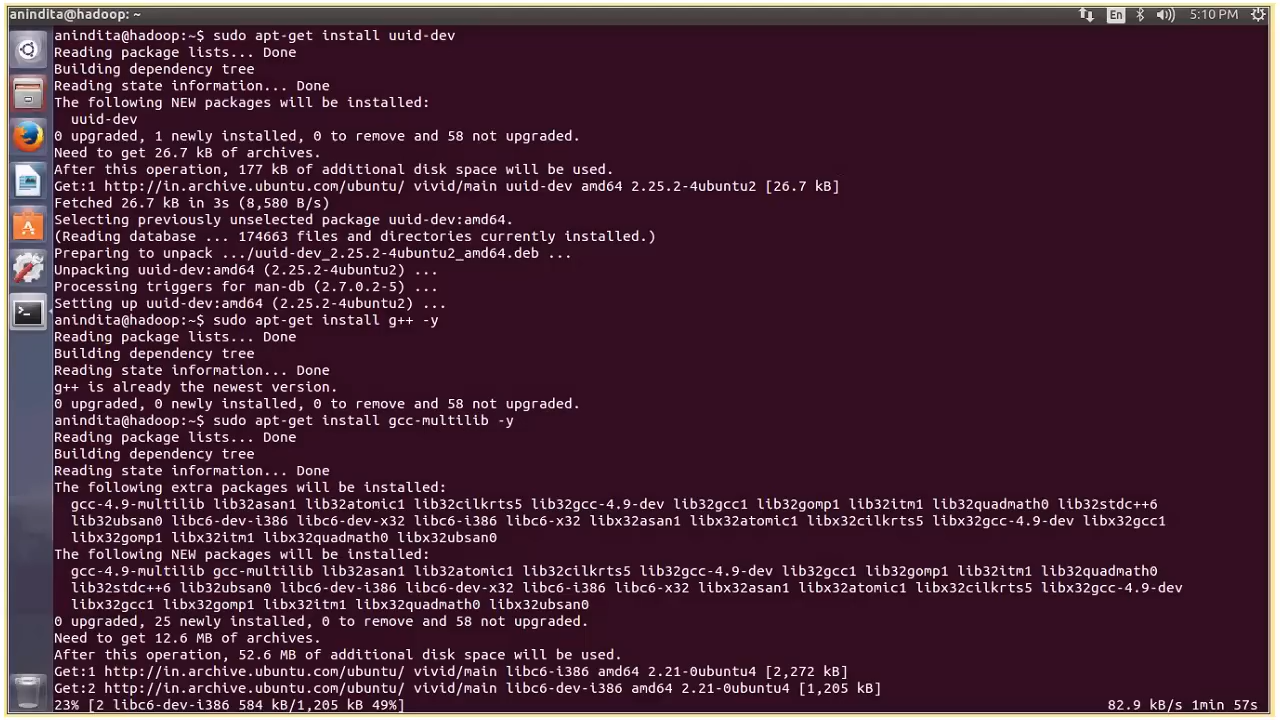 anindita@hadoop: ~
En
5:10 PM
anindita@hadoop:~$ sudo apt-get install uuid-dev
Reading package lists... Done
Building dependency tree
Reading state information... Done
The following NEW packages will be installed:
  uuid-dev
0 upgraded, 1 newly installed, 0 to remove and 58 not upgraded.
Need to get 26.7 kB of archives.
After this operation, 177 kB of additional disk space will be used.
Get:1 http://in.archive.ubuntu.com/ubuntu/ vivid/main uuid-dev amd64 2.25.2-4ubuntu2 [26.7 kB]
Fetched 26.7 kB in 3s (8,580 B/s)
Selecting previously unselected package uuid-dev:amd64.
(Reading database ... 174663 files and directories currently installed.)
Preparing to unpack .../uuid-dev_2.25.2-4ubuntu2_amd64.deb ...
Unpacking uuid-dev:amd64 (2.25.2-4ubuntu2) ...
Processing triggers for man-db (2.7.0.2-5) ...
Setting up uuid-dev:amd64 (2.25.2-4ubuntu2) ...
anindita@hadoop:~$ sudo apt-get install g++ -y
Reading package lists... Done
Building dependency tree
Reading state information... Done
g++ is already the newest version.
0 upgraded, 0 newly installed, 0 to remove and 58 not upgraded.
anindita@hadoop:~$ sudo apt-get install gcc-multilib -y
Reading package lists... Done
Building dependency tree
Reading state information... Done
The following extra packages will be installed:
  gcc-4.9-multilib lib32asan1 lib32atomic1 lib32cilkrts5 lib32gcc-4.9-dev lib32gcc1 lib32gomp1 lib32itm1 lib32quadmath0 lib32stdc++6
  lib32ubsan0 libc6-dev-i386 libc6-dev-x32 libc6-i386 libc6-x32 libx32asan1 libx32atomic1 libx32cilkrts5 libx32gcc-4.9-dev libx32gcc1
  libx32gomp1 libx32itm1 libx32quadmath0 libx32ubsan0
The following NEW packages will be installed:
  gcc-4.9-multilib gcc-multilib lib32asan1 lib32atomic1 lib32cilkrts5 lib32gcc-4.9-dev lib32gcc1 lib32gomp1 lib32itm1 lib32quadmath0
  lib32stdc++6 lib32ubsan0 libc6-dev-i386 libc6-dev-x32 libc6-i386 libc6-x32 libx32asan1 libx32atomic1 libx32cilkrts5 libx32gcc-4.9-dev
  libx32gcc1 libx32gomp1 libx32itm1 libx32quadmath0 libx32ubsan0
0 upgraded, 25 newly installed, 0 to remove and 58 not upgraded.
Need to get 12.6 MB of archives.
After this operation, 52.6 MB of additional disk space will be used.
Get:1 http://in.archive.ubuntu.com/ubuntu/ vivid/main libc6-i386 amd64 2.21-0ubuntu4 [2,272 kB]
Get:2 http://in.archive.ubuntu.com/ubuntu/ vivid/main libc6-dev-i386 amd64 2.21-0ubuntu4 [1,205 kB]
23% [2 libc6-dev-i386 584 kB/1,205 kB 49%] 82.9 kB/s 1min 57s